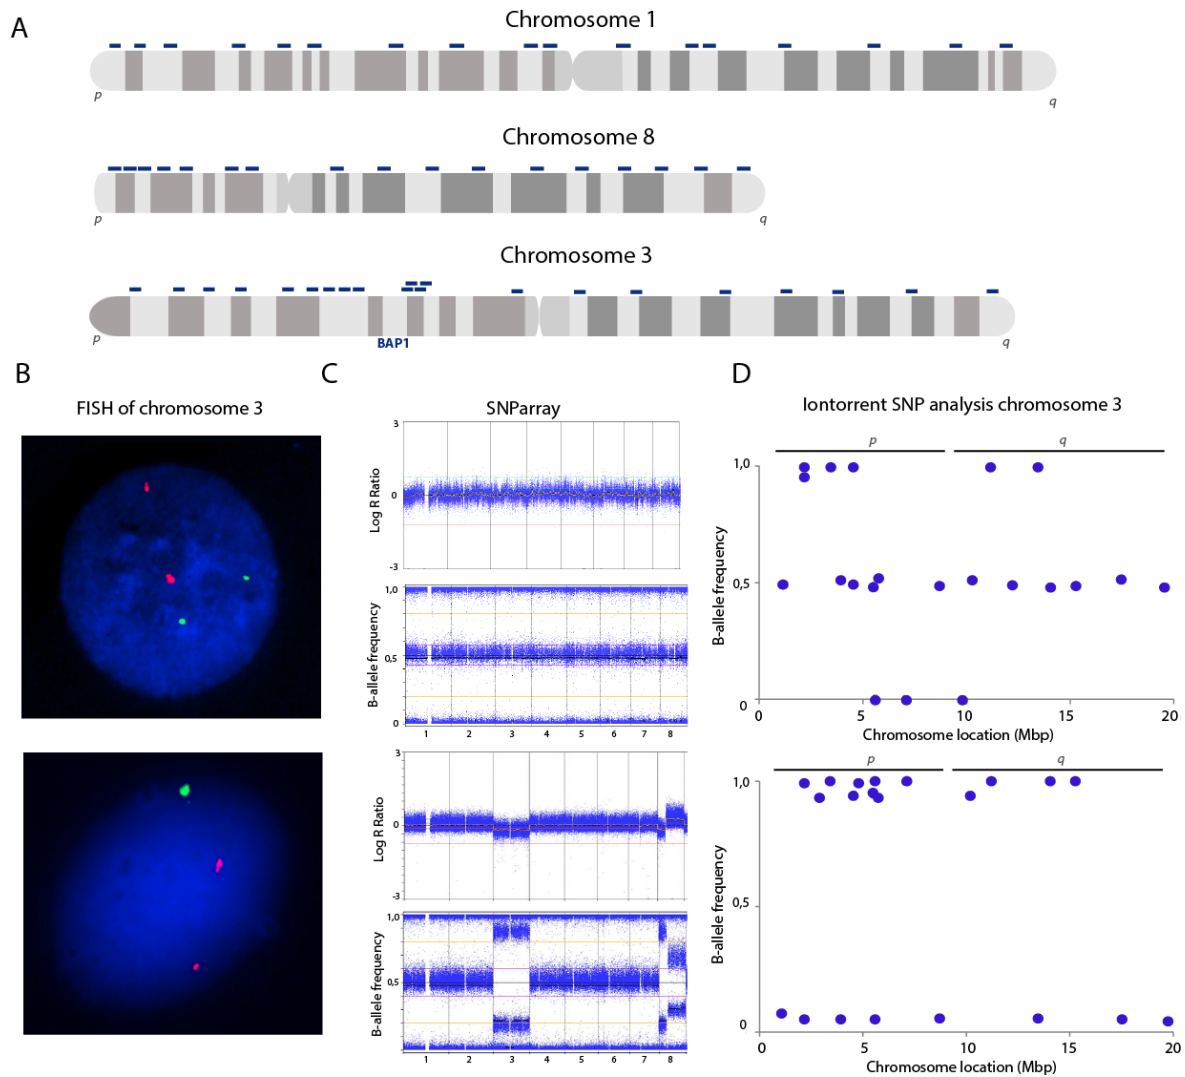 A
Chromosome 1
p
q
Chromosome 8
p
q
Chromosome 3
p
q
BAP1
B
FISH of chromosome 3
C
SNParray
3
Log R Ratio
0
-3
1,0
B-allele frequency
0,5
0
1 2 3 4 5 6 7 8
3
Log R Ratio
0
-3
1,0
B-allele frequency
0,5
0
1 2 3 4 5 6 7 8
D
Iontorrent SNP analysis chromosome 3
p q
1,0
B-allele frequency
0,5
0
0 5 10 15 20
Chromosome location (Mbp)
p q
1,0
B-allele frequency
0,5
0
0 5 10 15 20
Chromosome location (Mbp)